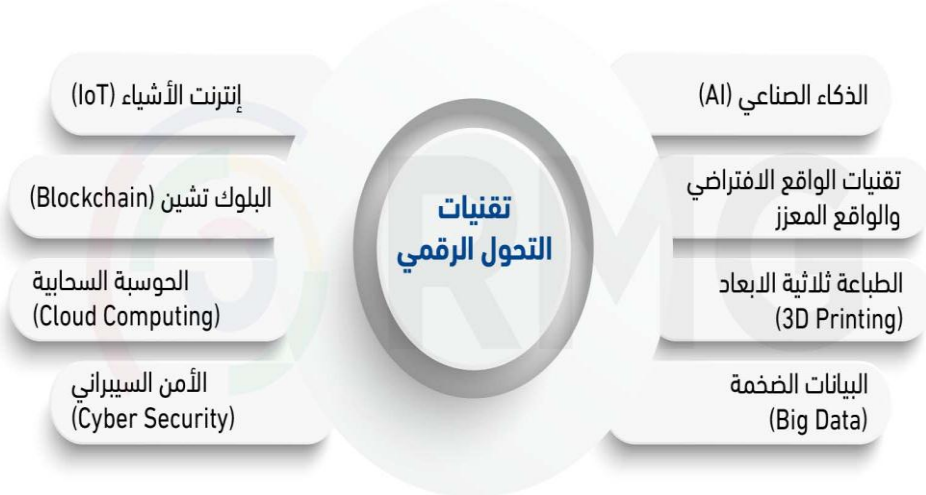 تقنيات
التحول الرقمي
الذكاء الصناعي (AI)
تقنيات الواقع الافتراضي
والواقع المعزز
الطباعة ثلاثية الابعاد
(3D Printing)
البيانات الضخمة
(Big Data)
إنترنت الأشياء (IoT)
البلوك تشين (Blockchain)
الحوسبة السحابية
(Cloud Computing)
الأمن السيبراني
(Cyber Security)
RMG